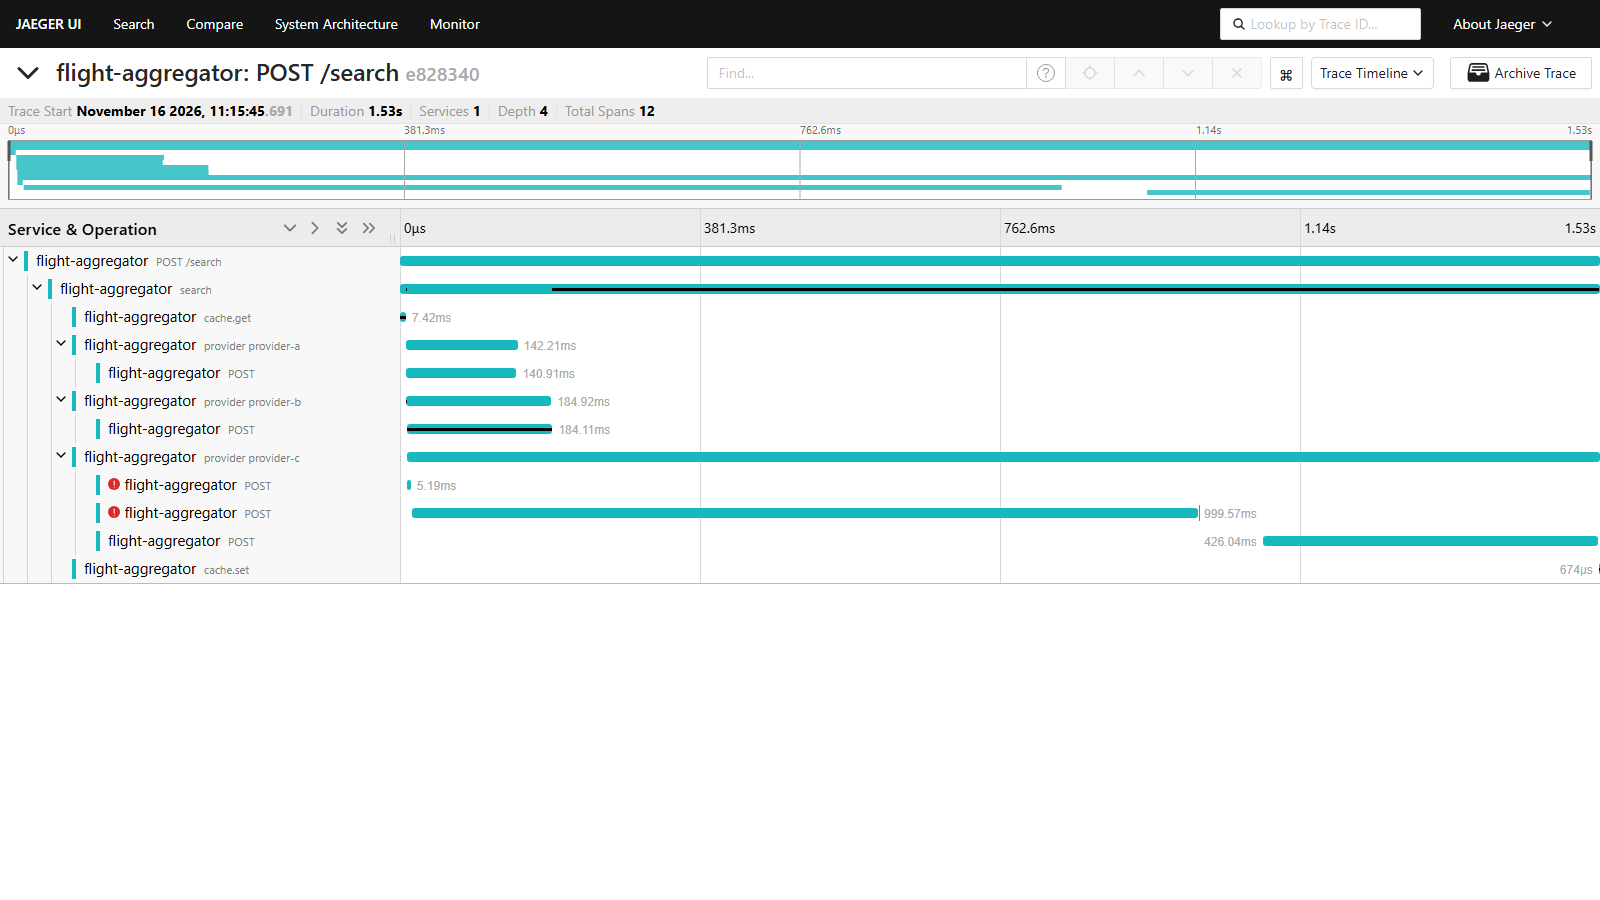 JAEGER UI Search Compare System Architecture Monitor Lookup by Trace ID... About Jaeger
flight-aggregator: POST /search e828340 Find... Trace Timeline Archive Trace
Trace Start November 16 2026, 11:15:45.691 Duration 1.53s Services 1 Depth 4 Total Spans 12
0μs 381.3ms 762.6ms 1.14s 1.53s
Service & Operation 0μs 381.3ms 762.6ms 1.14s 1.53s
flight-aggregator POST /search
flight-aggregator search
flight-aggregator cache.get 7.42ms
flight-aggregator provider provider-a 142.21ms
flight-aggregator POST 140.91ms
flight-aggregator provider provider-b 184.92ms
flight-aggregator POST 184.11ms
flight-aggregator provider provider-c
flight-aggregator POST 5.19ms
flight-aggregator POST 999.57ms
flight-aggregator POST 426.04ms
flight-aggregator cache.set 674μs